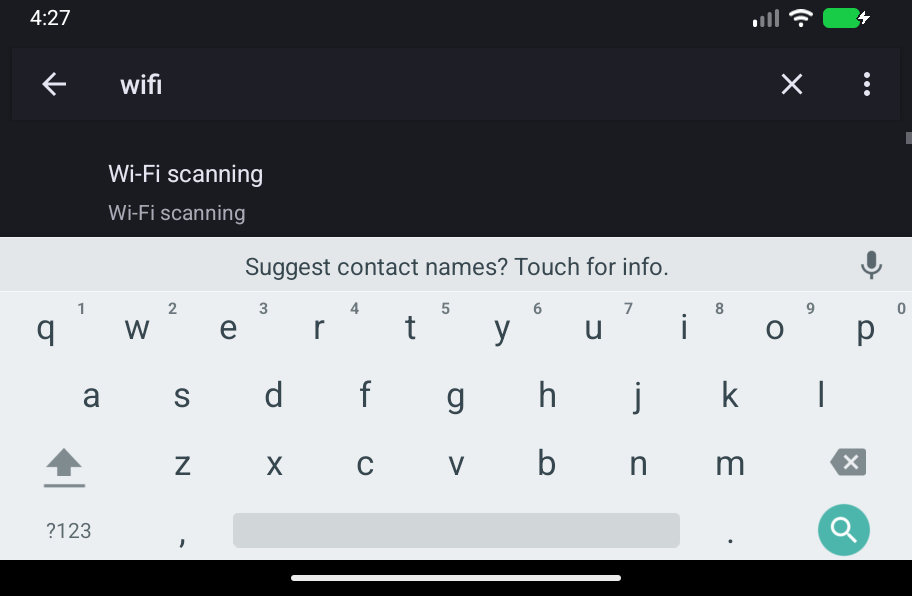 4:27
wifi
Wi-Fi scanning
Wi-Fi scanning
Suggest contact names? Touch for info.
q 1 w 2 e 3 r 4 t 5 y 6 u 7 i 8 o 9 p 0
a s d f g h j k l
z x c v b n m
?123 , .